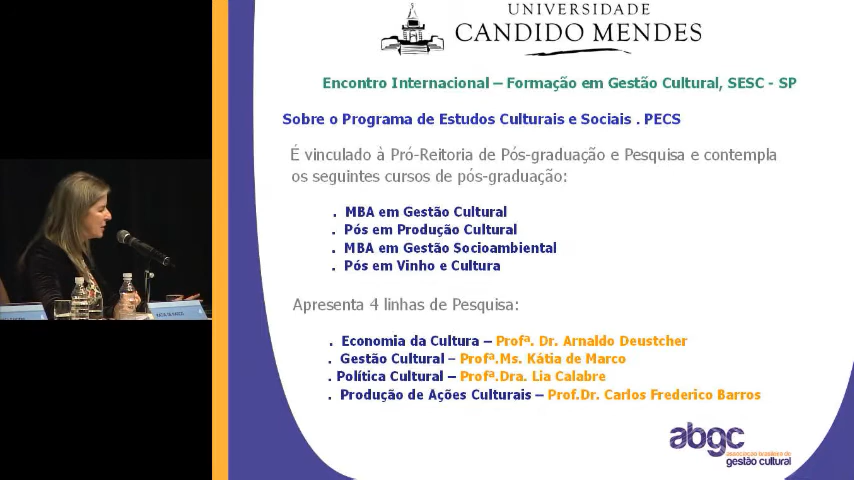 UNIVERSIDADE
CANDIDO MENDES
Encontro Internacional – Formação em Gestão Cultural, SESC - SP
Sobre o Programa de Estudos Culturais e Sociais . PECS
É vinculado à Pró-Reitoria de Pós-graduação e Pesquisa e contempla
os seguintes cursos de pós-graduação:
. MBA em Gestão Cultural
. Pós em Produção Cultural
. MBA em Gestão Socioambiental
. Pós em Vinho e Cultura
Apresenta 4 linhas de Pesquisa:
. Economia da Cultura – Profª. Dr. Arnaldo Deustcher
. Gestão Cultural – Profª.Ms. Kátia de Marco
. Política Cultural – Profª.Dra. Lia Calabre
. Produção de Ações Culturais – Prof.Dr. Carlos Frederico Barros
abgc
associação brasileira de
gestão cultural